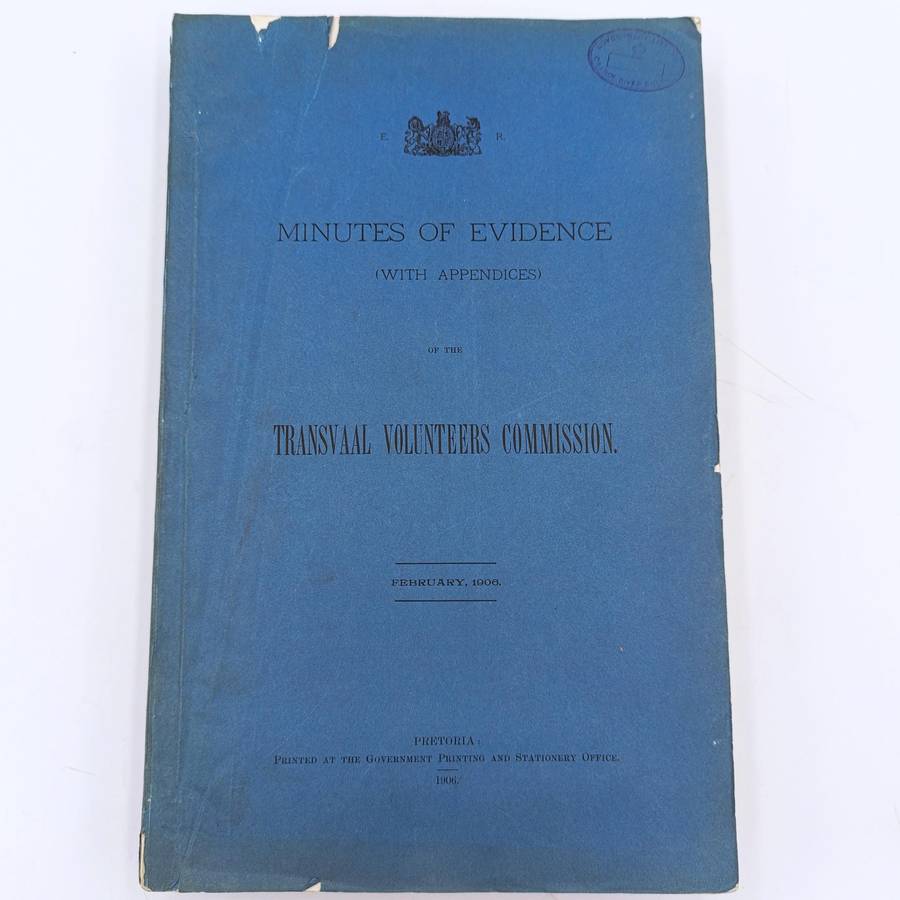 E. R.
MINUTES OF EVIDENCE
(WITH APPENDICES)
OF THE
TRANSVAAL VOLUNTEERS COMMISSION.
FEBRUARY, 1906.
PRETORIA:
PRINTED AT THE GOVERNMENT PRINTING AND STATIONERY OFFICE.
1906.